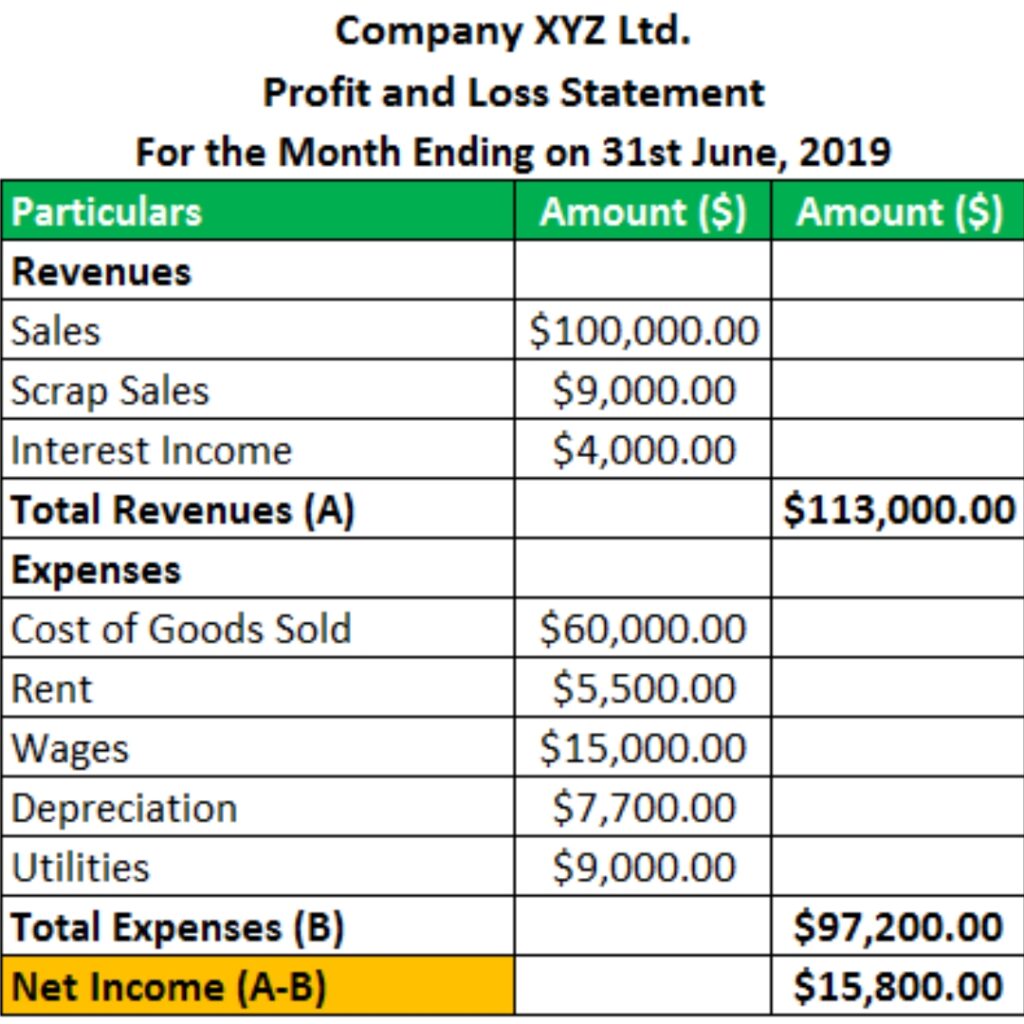 Company XYZ Ltd.
Profit and Loss Statement
For the Month Ending on 31st June, 2019
Particulars Amount ($) Amount ($)
Revenues
Sales $100,000.00
Scrap Sales $9,000.00
Interest Income $4,000.00
Total Revenues (A) $113,000.00
Expenses
Cost of Goods Sold $60,000.00
Rent $5,500.00
Wages $15,000.00
Depreciation $7,700.00
Utilities $9,000.00
Total Expenses (B) $97,200.00
Net Income (A-B) $15,800.00